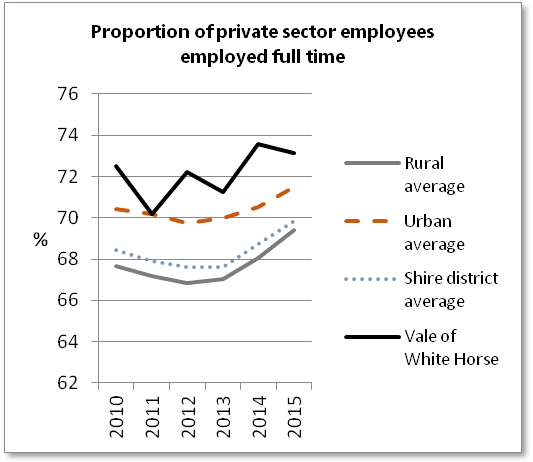 Proportion of private sector employees
employed full time
76
74
72
70
68
66
64
62
%
2010
2011
2012
2013
2014
2015
Rural
average
Urban
average
Shire district
average
Vale of
White Horse